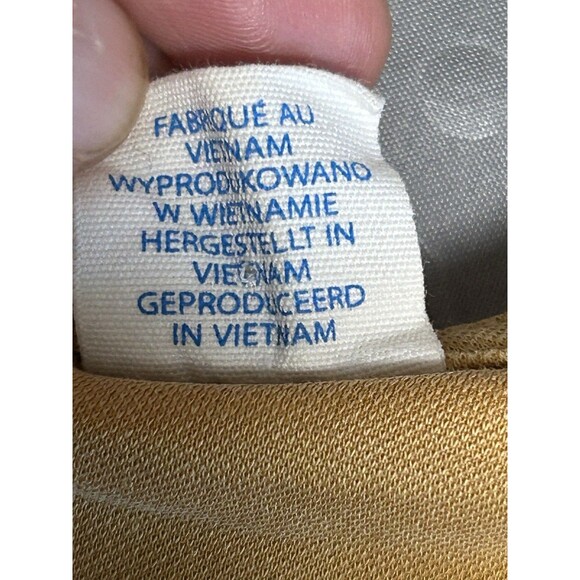 FABRIQUÉ AU
VIETNAM
WYPRODUKOWANO
W WIETNAMIE
HERGESTELLT IN
VIETNAM
GEPRODUCEERD
IN VIETNAM